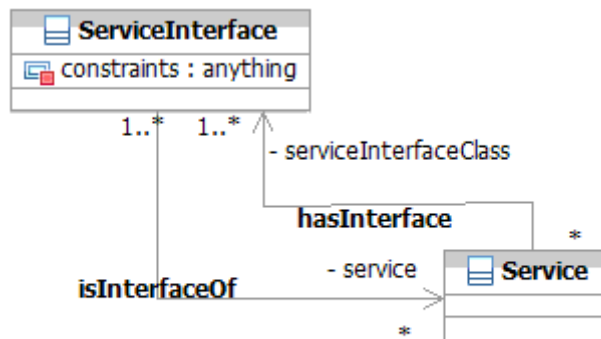 ServiceInterface
constraints : anything
1..* 1..*
- serviceInterfaceClass
hasInterface
*
Service
- service
isInterfaceOf
*